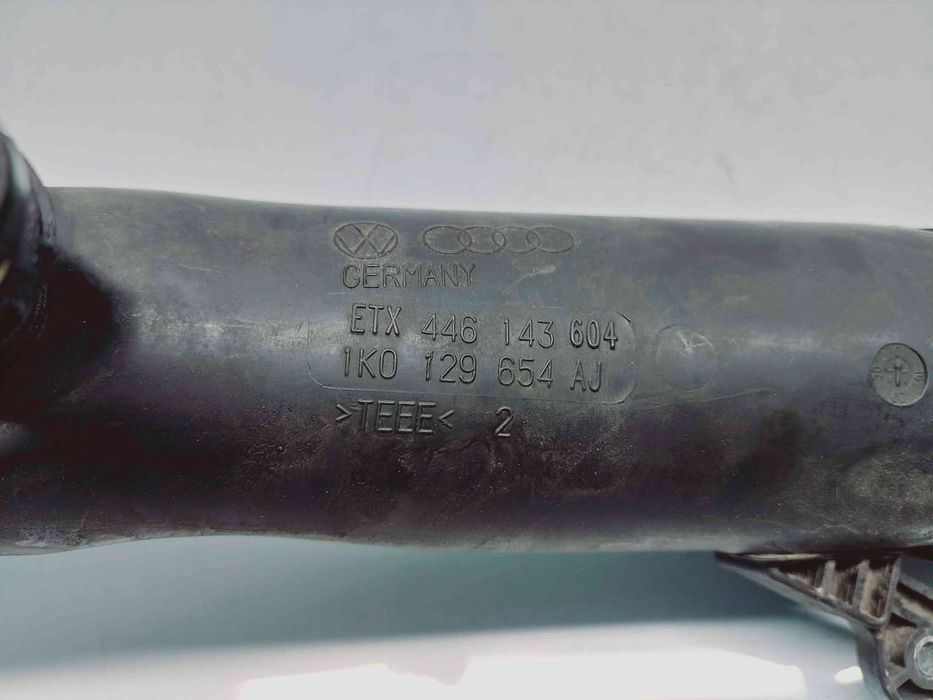 GERMANY
ETX 446 143 604
1K0 129 654 AJ
>TEEE< 2